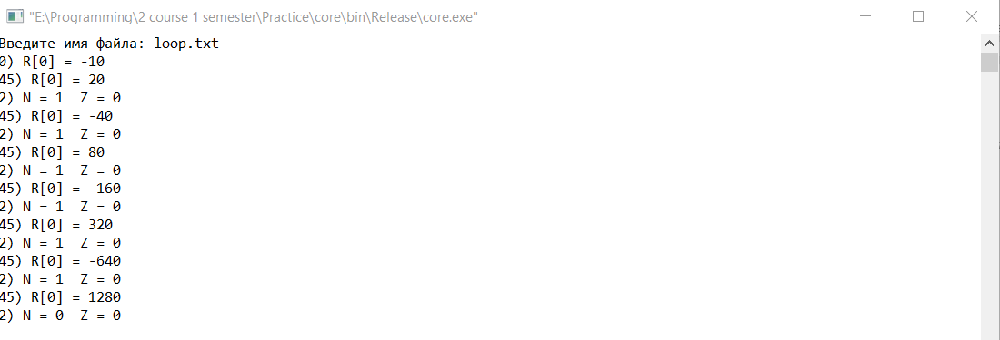 "E:\Programming\2 course 1 semester\Practice\core\bin\Release\core.exe"
Введите имя файла: loop.txt
0) R[0] = -10
45) R[0] = 20
2) N = 1  Z = 0
45) R[0] = -40
2) N = 1  Z = 0
45) R[0] = 80
2) N = 1  Z = 0
45) R[0] = -160
2) N = 1  Z = 0
45) R[0] = 320
2) N = 1  Z = 0
45) R[0] = -640
2) N = 1  Z = 0
45) R[0] = 1280
2) N = 0  Z = 0